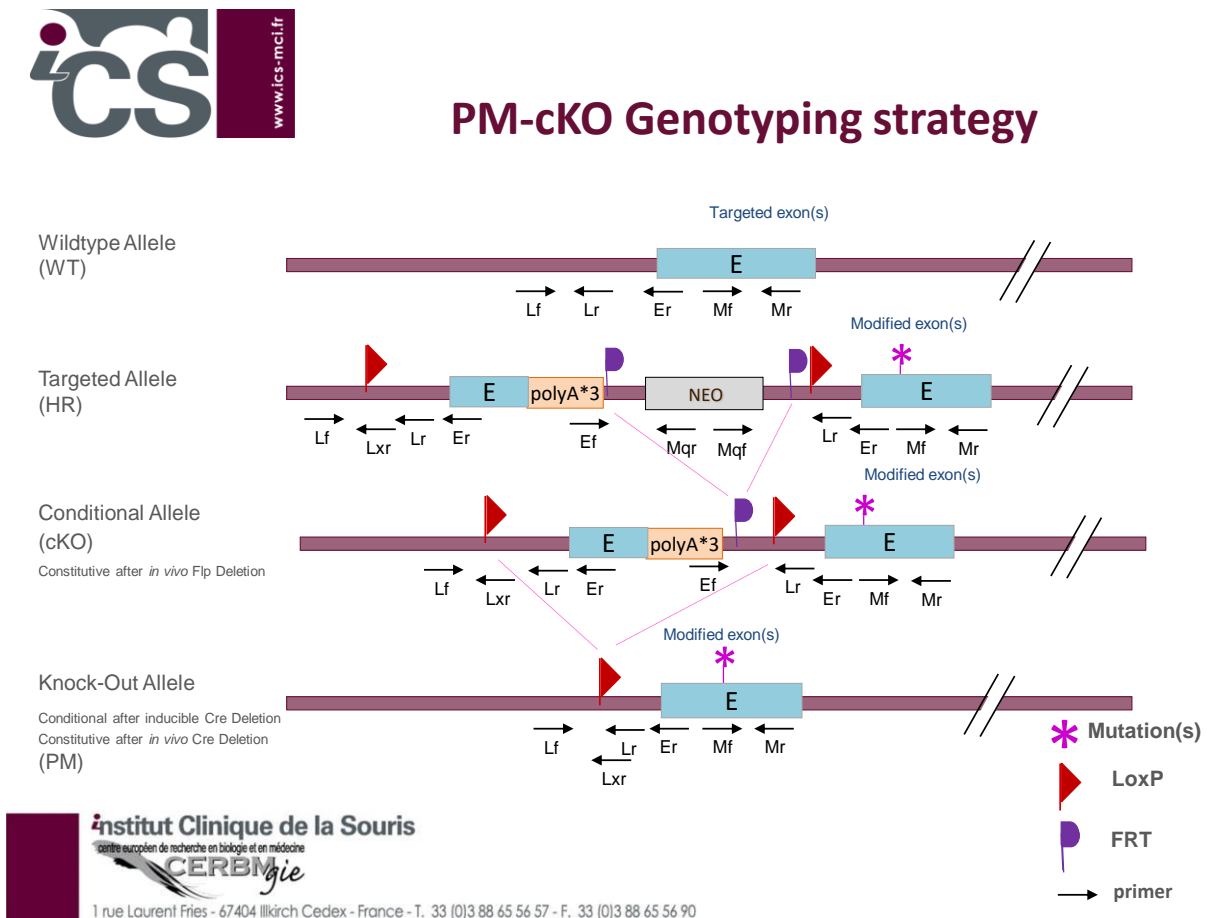 iCS
www.ics-mci.fr
PM-cKO Genotyping strategy
Targeted exon(s)
Wildtype Allele
(WT)
E
Lf Lr Er Mf Mr
Modified exon(s)
*
Targeted Allele
(HR)
E polyA*3 NEO E
Lf Lxr Lr Er Ef Mqr Mqf Lr Er Mf Mr
Modified exon(s)
*
Conditional Allele
(cKO)
Constitutive after in vivo Flp Deletion
E polyA*3 E
Lf Lxr Lr Er Ef Lr Er Mf Mr
Modified exon(s)
*
Knock-Out Allele
Conditional after inducible Cre Deletion
Constitutive after in vivo Cre Deletion
(PM)
E
Lf Lr Er Mf Mr
Lxr
* Mutation(s)
LoxP
FRT
primer
institut Clinique de la Souris
centre européen de recherche en biologie et en médecine
CERBMgie
1 rue Laurent Fries - 67404 Illkirch Cedex - France - T. 33 (0)3 88 65 56 57 - F. 33 (0)3 88 65 56 90